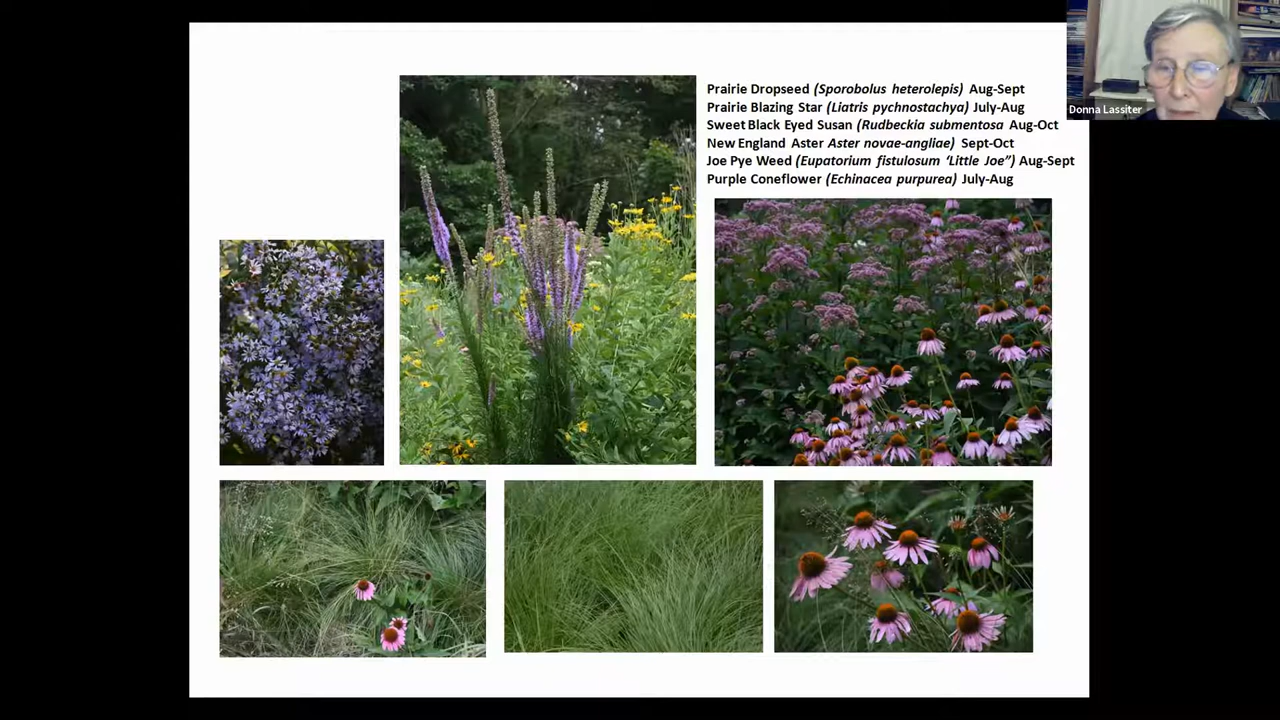 Prairie Dropseed (Sporobolus heterolepis) Aug-Sept
Prairie Blazing Star (Liatris pychnostachya) July-Aug
Sweet Black Eyed Susan (Rudbeckia submentosa Aug-Oct
New England Aster Aster novae-angliae) Sept-Oct
Joe Pye Weed (Eupatorium fistulosum ‘Little Joe”) Aug-Sept
Purple Coneflower (Echinacea purpurea) July-Aug
Donna Lassiter